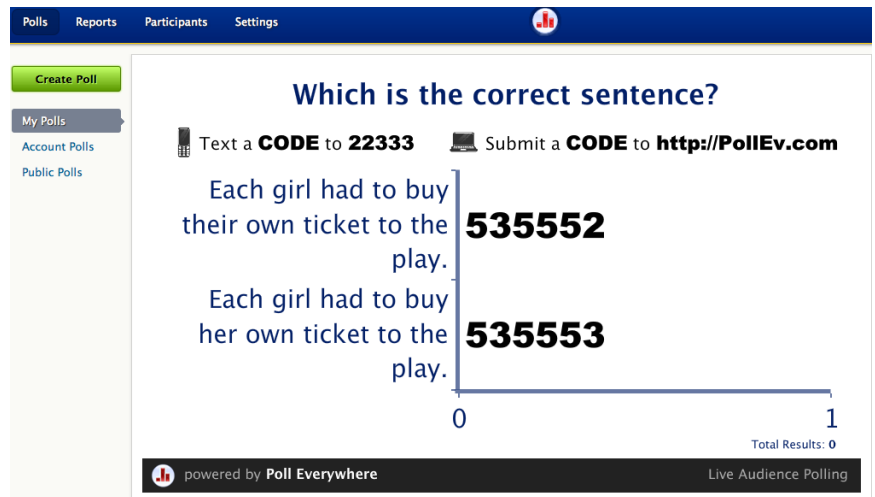 Polls Reports Participants Settings
Create Poll
My Polls
Account Polls
Public Polls
Which is the correct sentence?
Text a CODE to 22333 Submit a CODE to http://PollEv.com
Each girl had to buy
their own ticket to the
play.
535552
Each girl had to buy
her own ticket to the
play.
535553
0 1
Total Results: 0
powered by Poll Everywhere Live Audience Polling